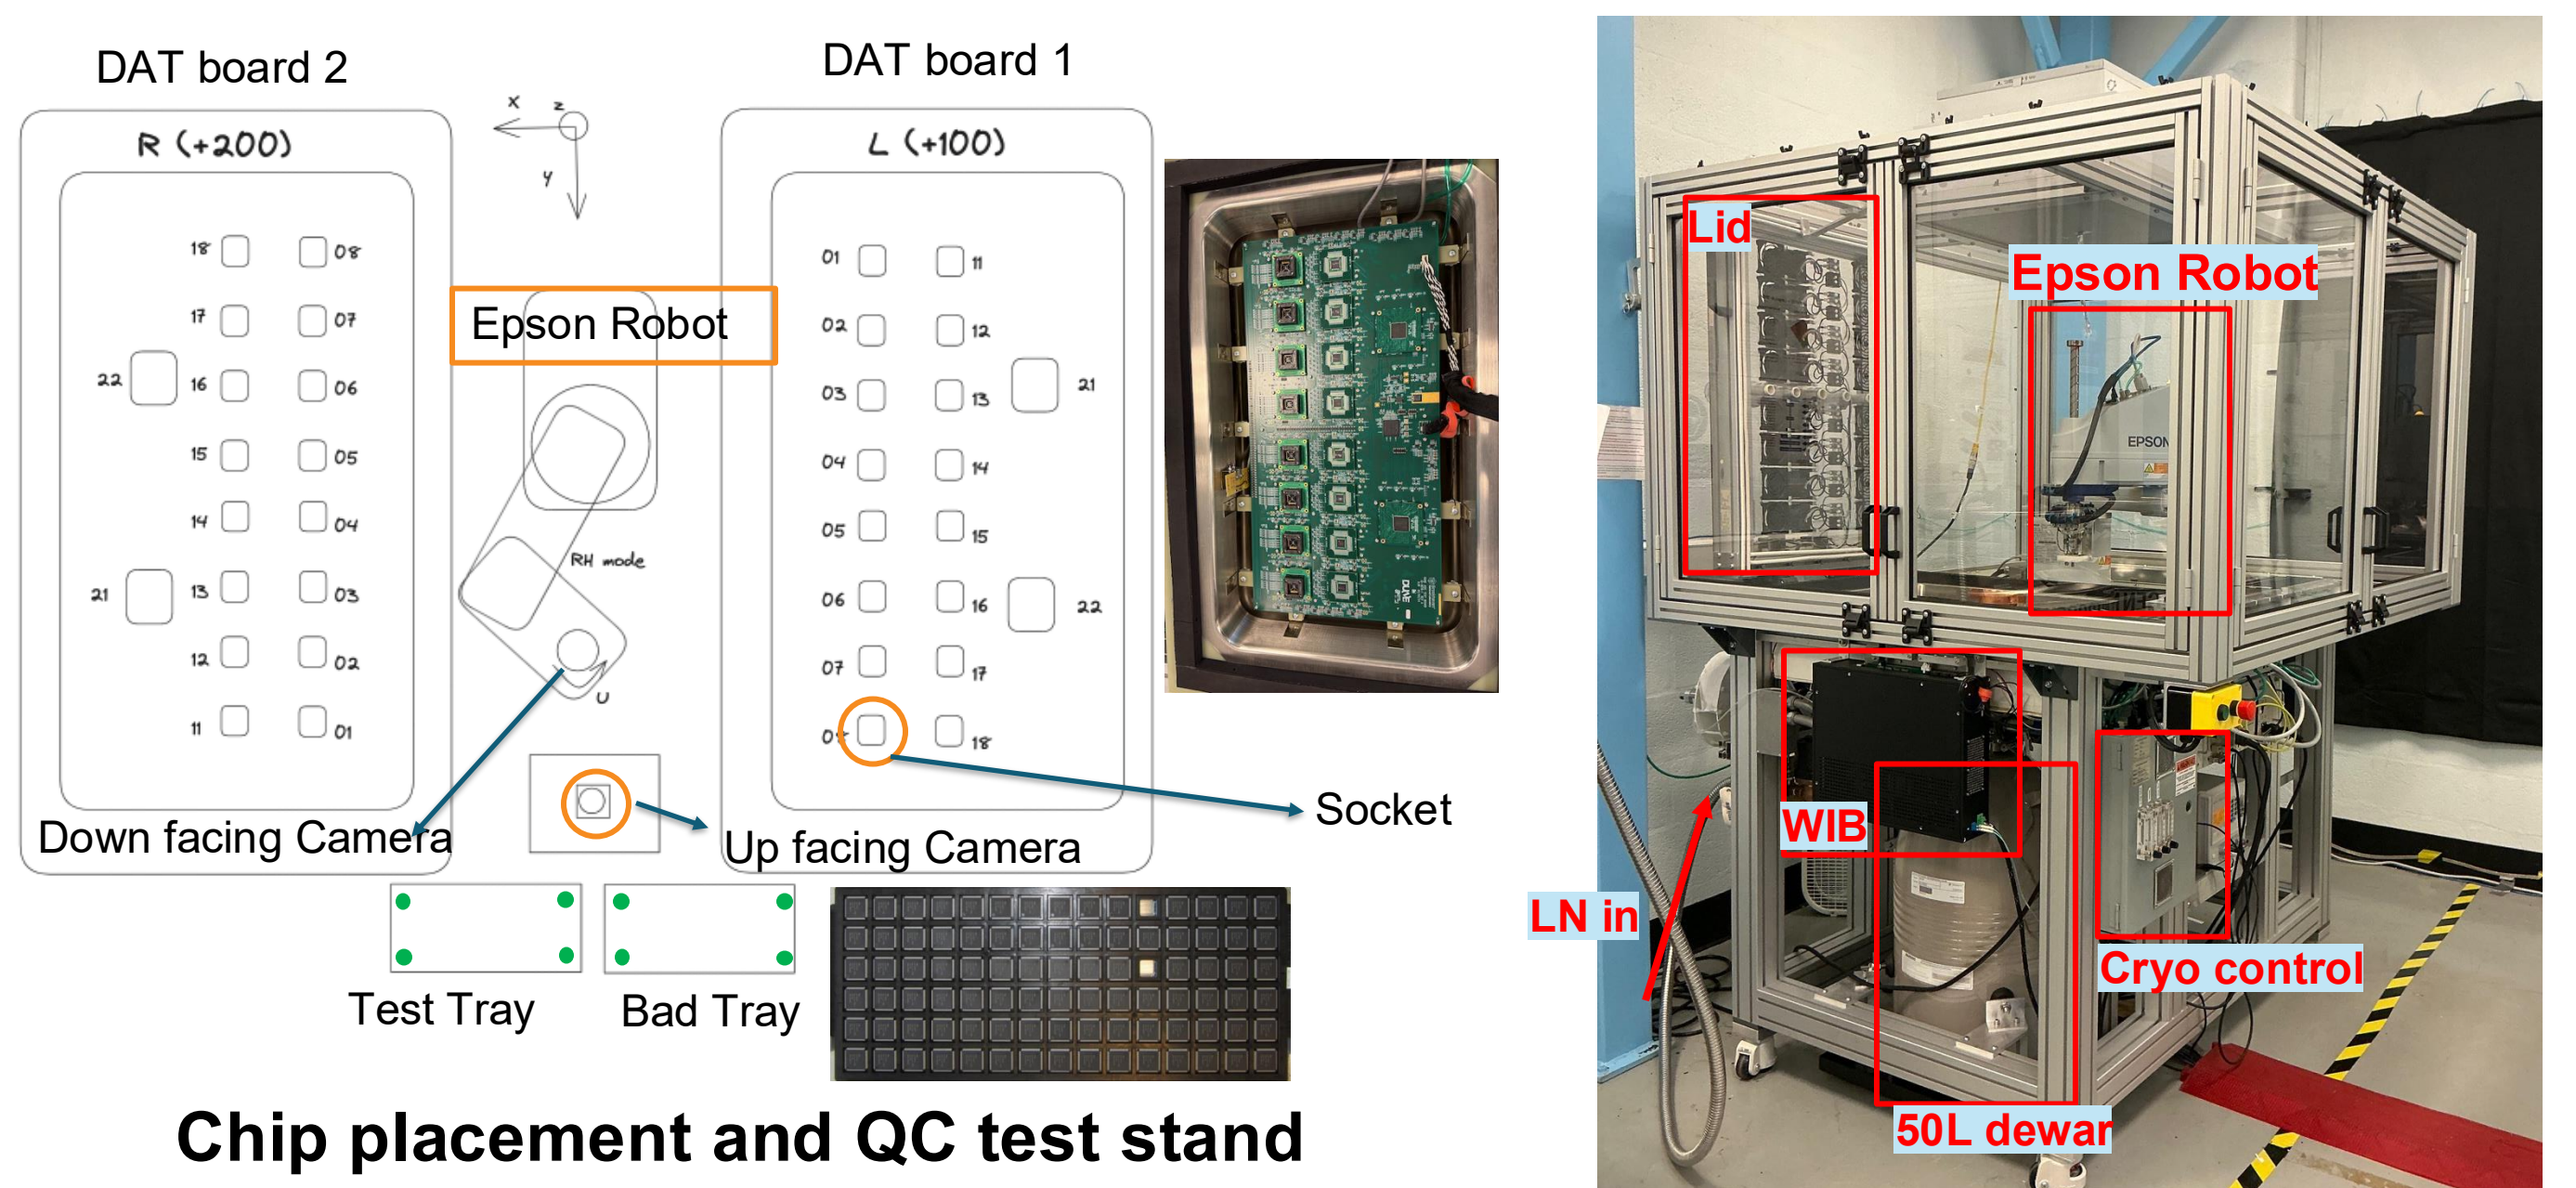 DAT board 2
DAT board 1
x
z
y
R (+200)
L (+100)
18
08
17
07
22
16
06
15
05
14
04
21
13
03
12
02
11
01
Epson Robot
RH mode
U
01
11
02
12
03
13
21
04
14
05
15
06
16
22
07
17
08
18
Socket
Down facing Camera
Up facing Camera
Test Tray
Bad Tray
Chip placement and QC test stand
DUNE
Lid
Epson Robot
EPSON
WIB
LN in
Cryo control
50L dewar